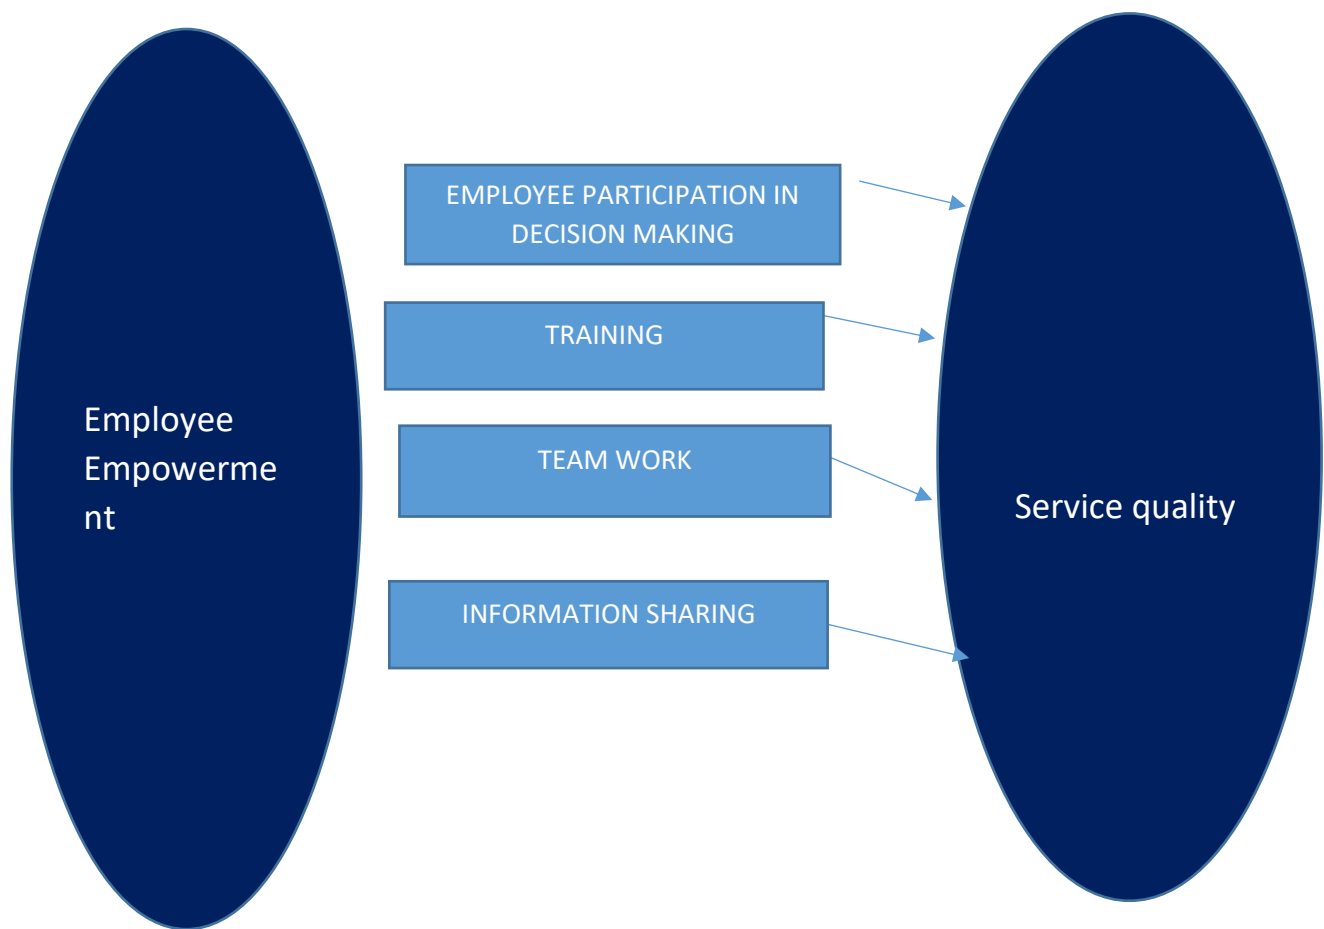 Employee
Empowerme
nt
EMPLOYEE PARTICIPATION IN
DECISION MAKING
TRAINING
TEAM WORK
INFORMATION SHARING
Service quality